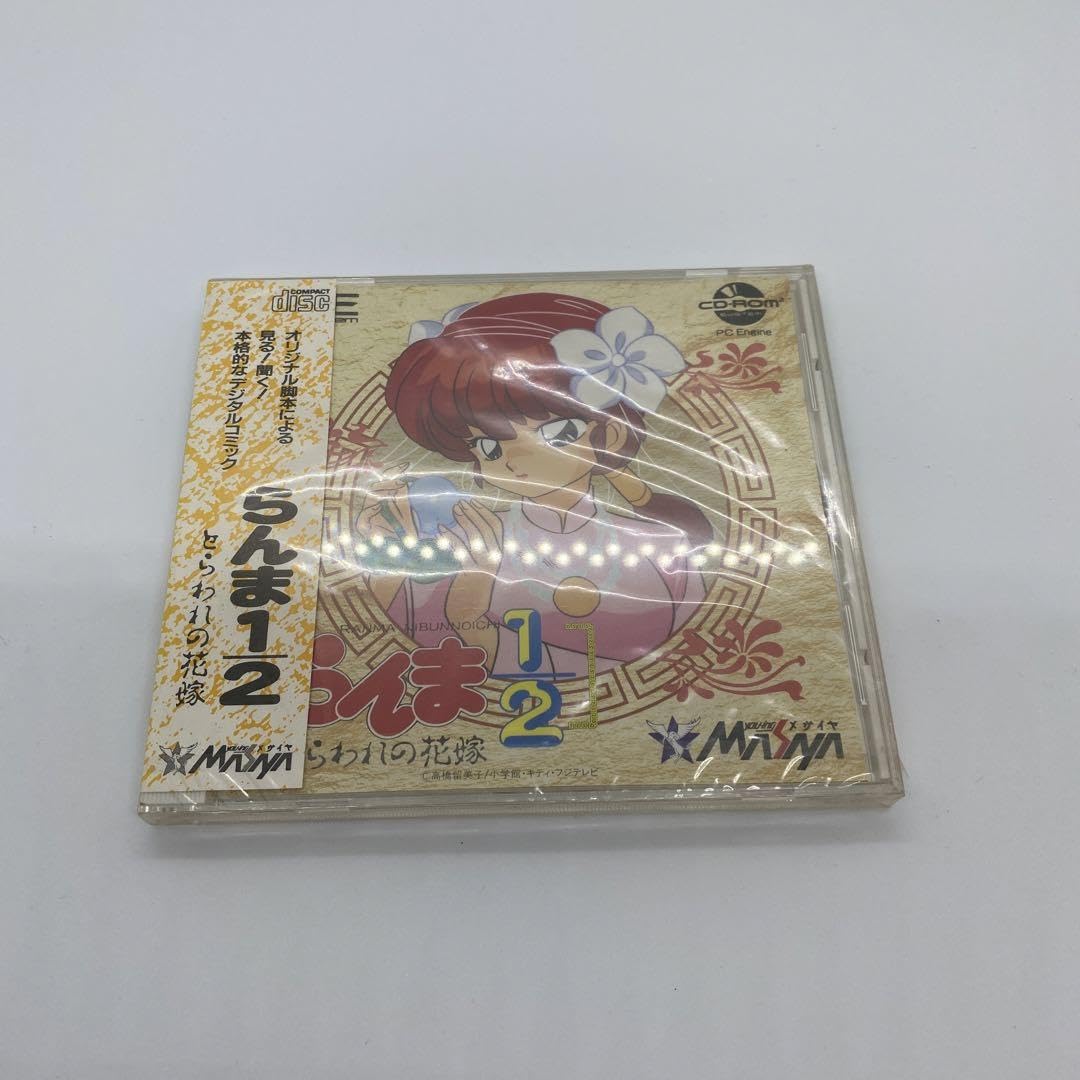 COMPACT
disc
オリジナル脚本による
見る!聞く!
本格的なデジタルコミック
らんま1/2
とらわれの花嫁
メサイヤ
MASAYA
CD-ROM²
SYSTEM
PC Engine
RANMA NIBUNNOICHI
らんま1/2
らわれの花嫁
©高橋留美子/小学館・キティ・フジテレビ
メサイヤ
MASAYA